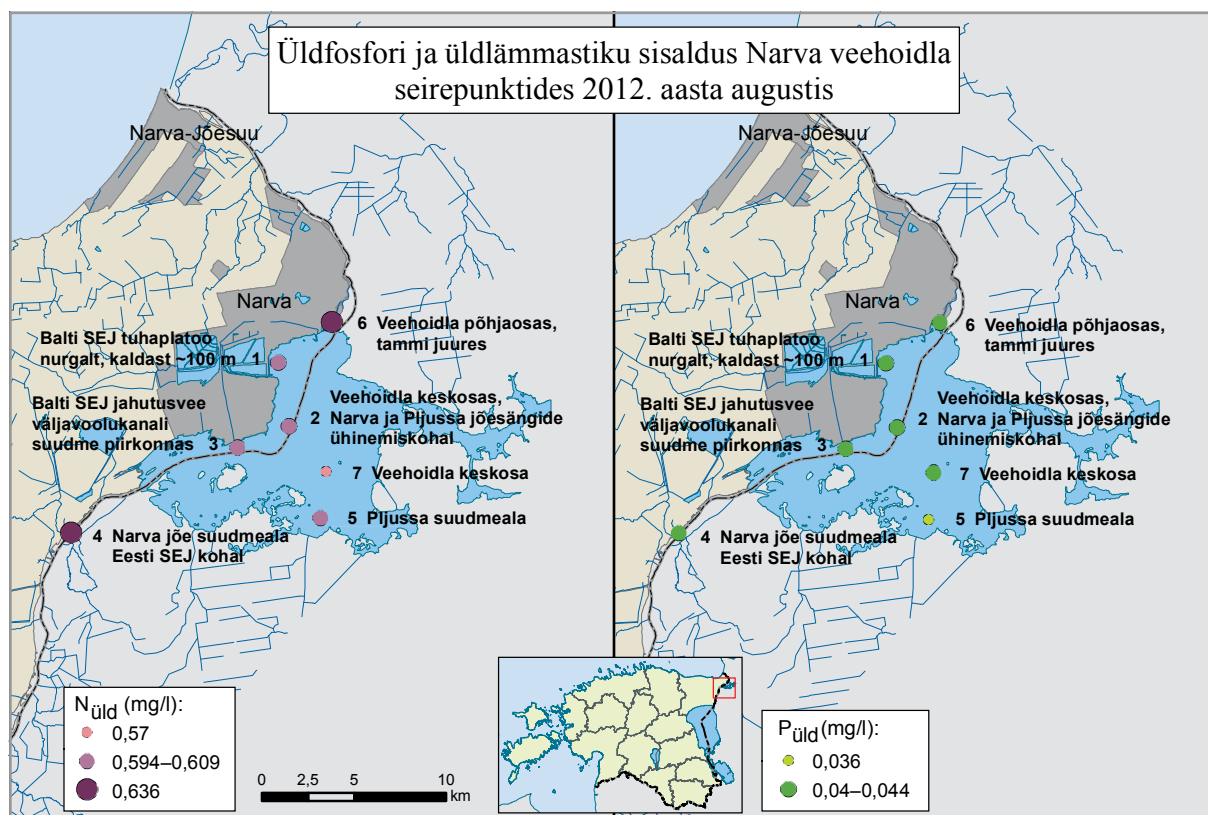 Üldfosfori ja üldlämmastiku sisaldus Narva veehoidla
seirepunktides 2012. aasta augustis
Narva-Jõesuu
Narva
6 Veehoidla põhjaosas,
tammi juures
Balti SEJ tuhaplatoo
nurgalt, kaldast ~100 m 1
Balti SEJ jahutusvee
väljavoolukanali
suudme piirkonnas 3
Veehoidla keskosas,
2 Narva ja Pljussa jõesängide
ühinemiskohal
7 Veehoidla keskosa
5 Pljussa suudmeala
4 Narva jõe suudmeala
Eesti SEJ kohal
Nüld (mg/l):
0,57
0,594–0,609
0,636
0 2,5 5 10
km
Narva-Jõesuu
Narva
6 Veehoidla põhjaosas,
tammi juures
Balti SEJ tuhaplatoo
nurgalt, kaldast ~100 m 1
Balti SEJ jahutusvee
väljavoolukanali
suudme piirkonnas 3
Veehoidla keskosas,
2 Narva ja Pljussa jõesängide
ühinemiskohal
7 Veehoidla keskosa
5 Pljussa suudmeala
4 Narva jõe suudmeala
Eesti SEJ kohal
Püld (mg/l):
0,036
0,04–0,044